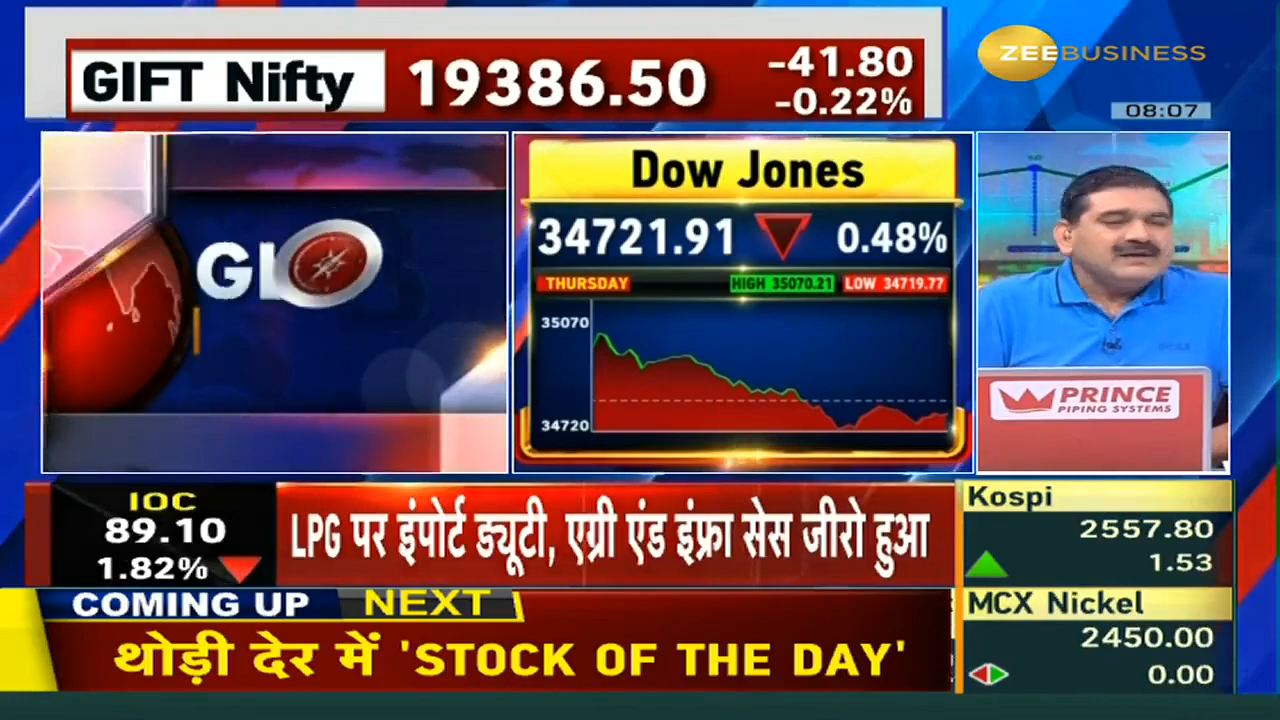 GIFT Nifty 19386.50 -41.80
-0.22%
ZEEBUSINESS
08:07
GL
Dow Jones
34721.91 0.48%
THURSDAY HIGH 35070.21 LOW 34719.77
35070
34720
PRINCE
PIPING SYSTEMS
IOC
89.10
1.82%
LPG पर इंपोर्ट ड्यूटी, एग्री एंड इंफ्रा सेस जीरो हुआ
Kospi
2557.80
1.53
COMING UP NEXT
थोड़ी देर में 'STOCK OF THE DAY'
MCX Nickel
2450.00
0.00